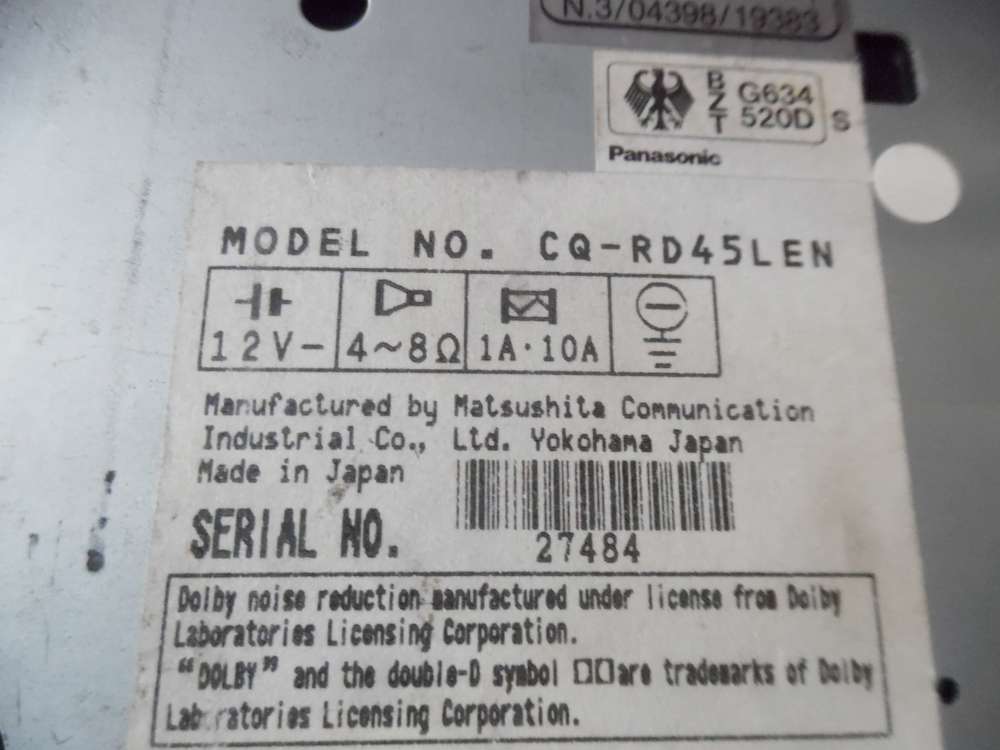 N.3/04398/19383
BZT G634
520D S
Panasonic
MODEL NO. CQ-RD45LEN
12V- 4~8Ω 1A·10A
Manufactured by Matsushita Communication
Industrial Co., Ltd. Yokohama Japan
Made in Japan
SERIAL NO. 27484
Dolby noise reduction manufactured under license from Dolby
Laboratories Licensing Corporation.
"DOLBY" and the double-D symbol are trademarks of Dolby
Laboratories Licensing Corporation.